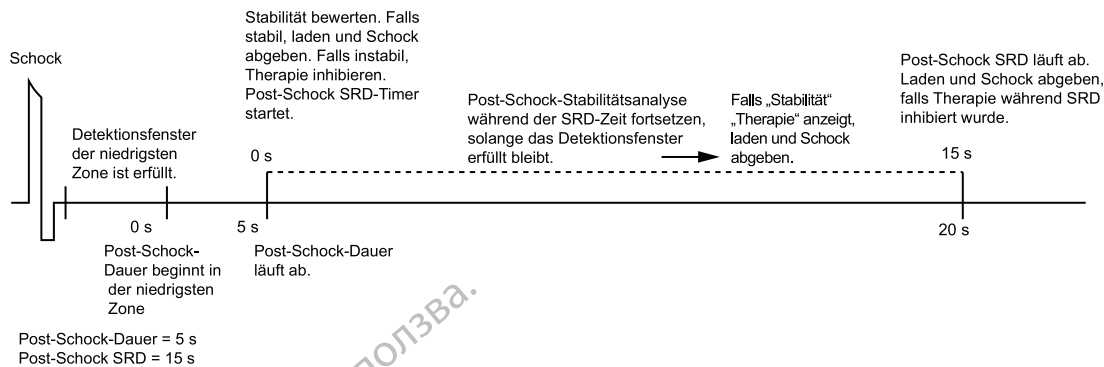 Schock
Detektionsfenster
der niedrigsten
Zone ist erfüllt.
0 s
Post-Schock-
Dauer beginnt in
der niedrigsten
Zone
Stabilität bewerten. Falls
stabil, laden und Schock
abgeben. Falls instabil,
Therapie inhibieren.
Post-Schock SRD-Timer
startet.
0 s
5 s
Post-Schock-Dauer
läuft ab.
Post-Schock-Stabilitätsanalyse
während der SRD-Zeit fortsetzen,
solange das Detektionsfenster
erfüllt bleibt.
Falls „Stabilität“
„Therapie“ anzeigt,
laden und Schock
abgeben.
Post-Schock SRD läuft ab.
Laden und Schock abgeben,
falls Therapie während SRD
inhibiert wurde.
15 s
20 s
Post-Schock-Dauer = 5 s
Post-Schock SRD = 15 s